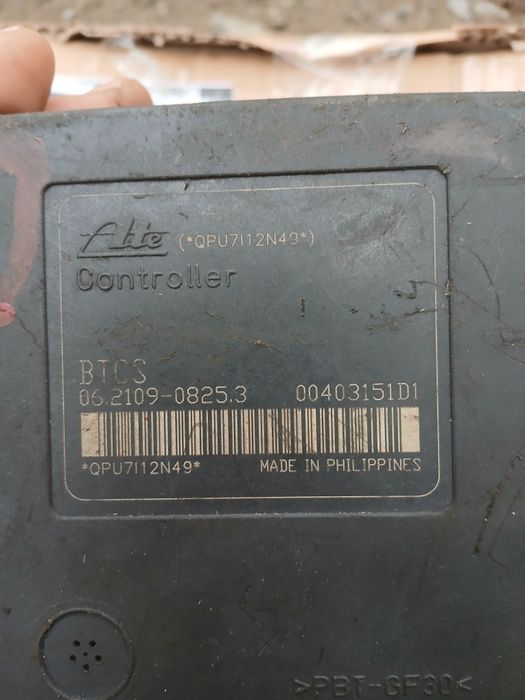 Ate (*QPU7I12N49*)
Controller
BTCS
06.2109-0825.3 00403151D1
*QPU7I12N49* MADE IN PHILIPPINES
>PBT-GF30<